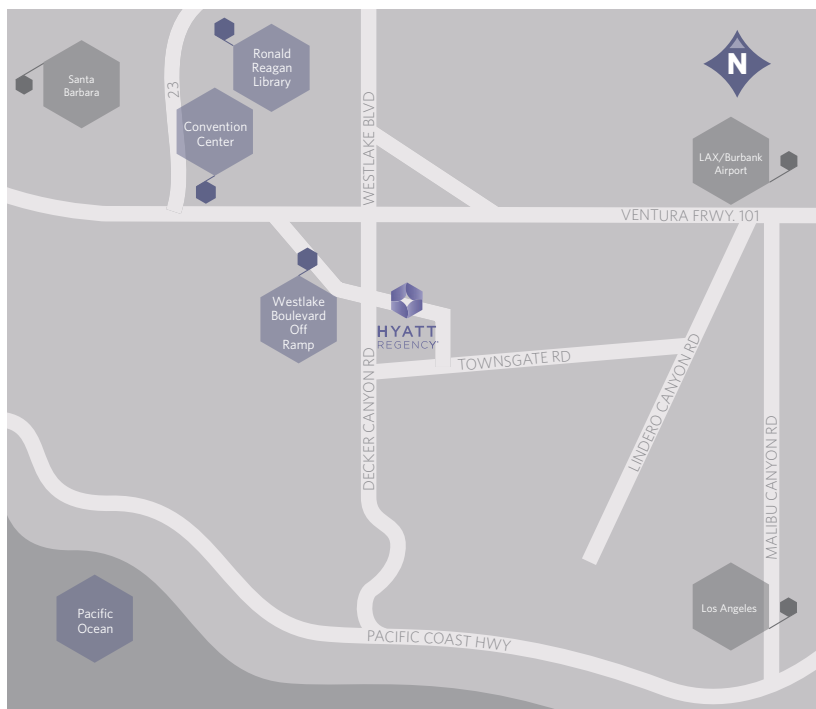 Santa
Barbara
23
Ronald
Reagan
Library
Convention
Center
WESTLAKE BLVD
N
LAX/Burbank
Airport
VENTURA FRWY. 101
Westlake
Boulevard
Off
Ramp
HYATT
REGENCY
TOWNSGATE RD
DECKER CANYON RD
LINDERO CANYON RD
MALIBU CANYON RD
Pacific
Ocean
Los Angeles
PACIFIC COAST HWY